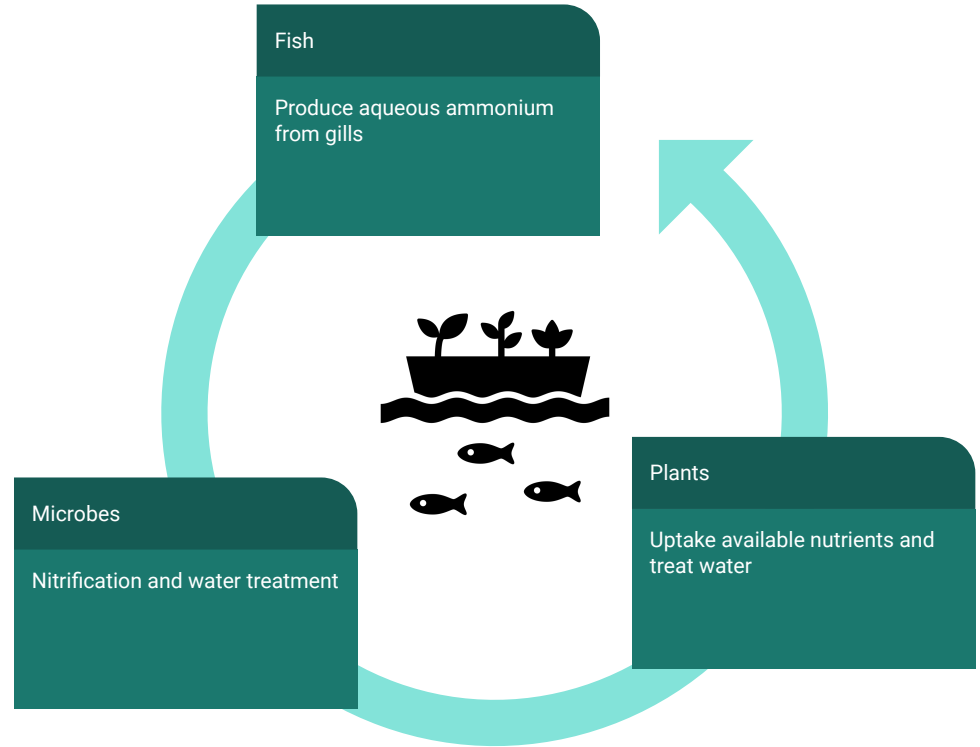 Fish
Produce aqueous ammonium
from gills
Microbes
Nitrification and water treatment
Plants
Uptake available nutrients and
treat water